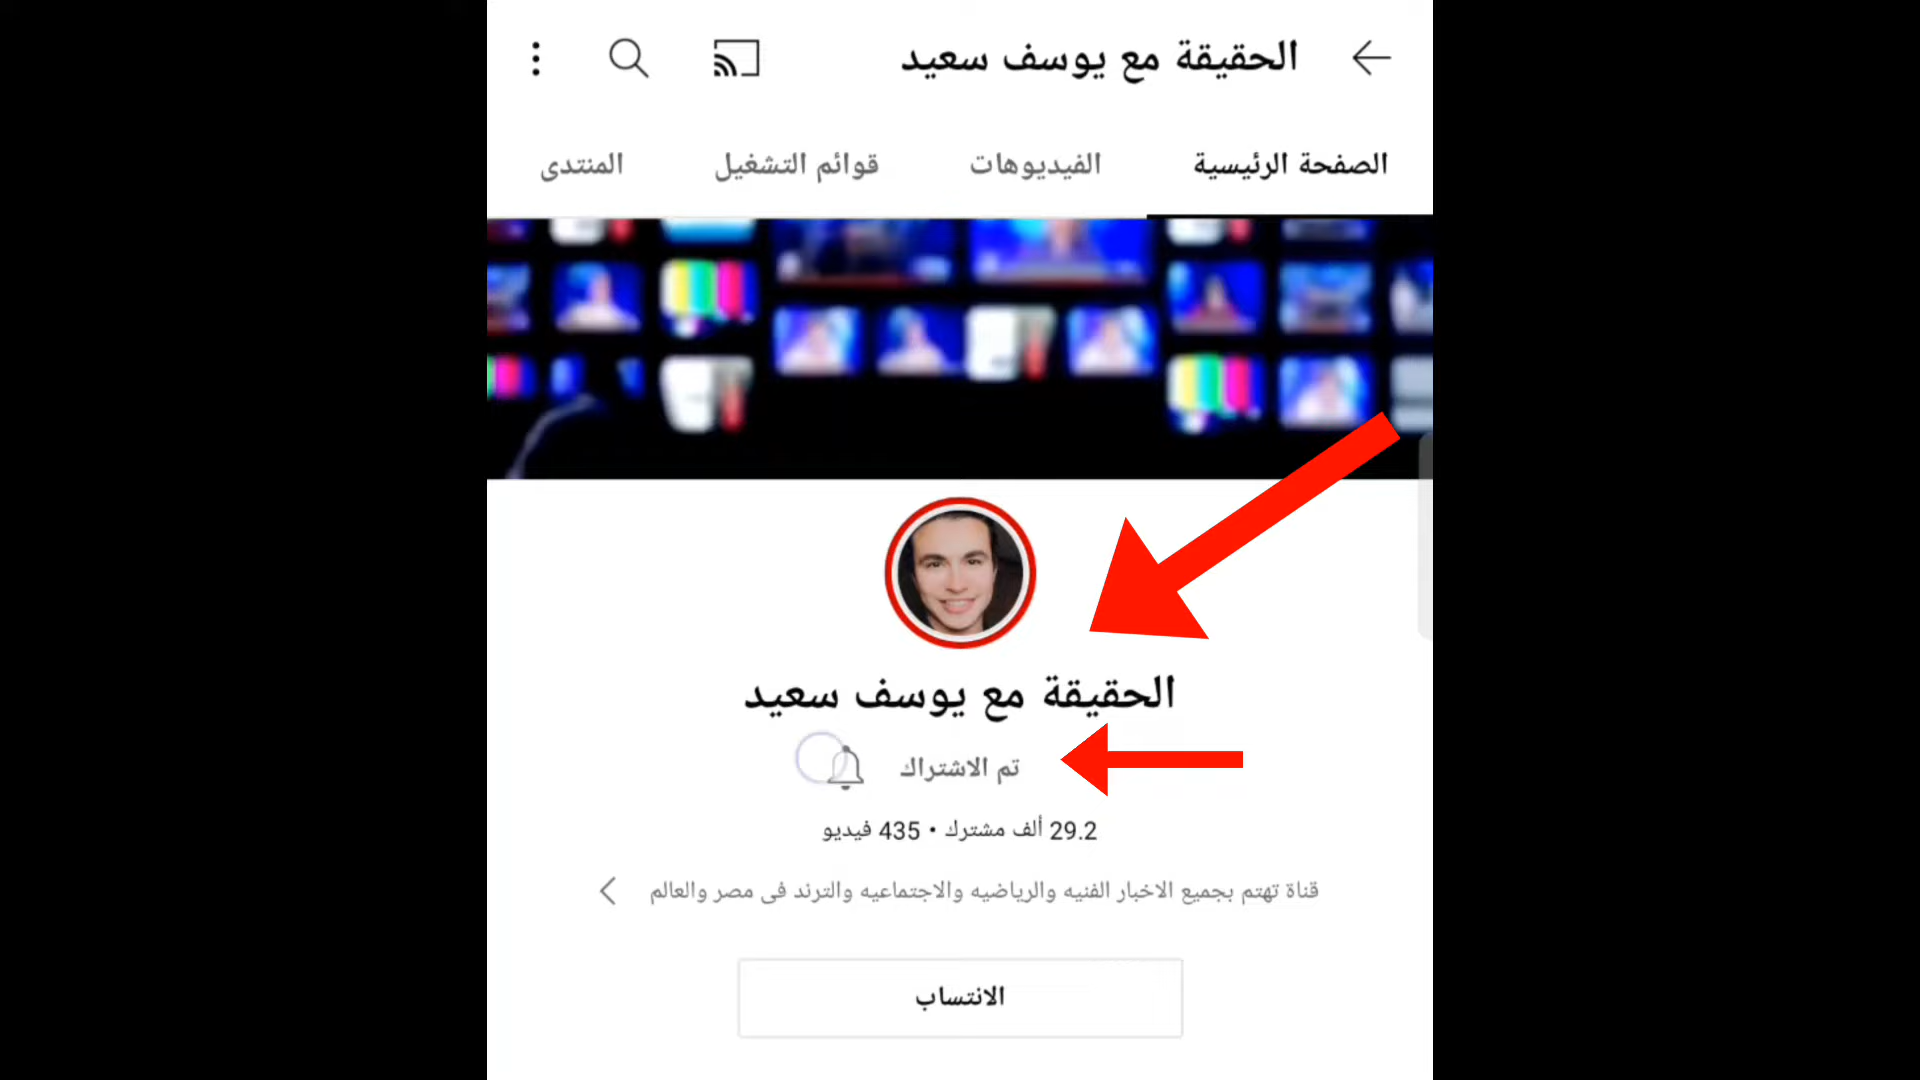 الحقيقة مع يوسف سعيد
الصفحة الرئيسية
الفيديوهات
قوائم التشغيل
المنتدى
الحقيقة مع يوسف سعيد
تم الاشتراك
29.2 ألف مشترك • 435 فيديو
قناة تهتم بجميع الاخبار الفنيه والرياضيه والاجتماعيه والترند فى مصر والعالم
الانتساب